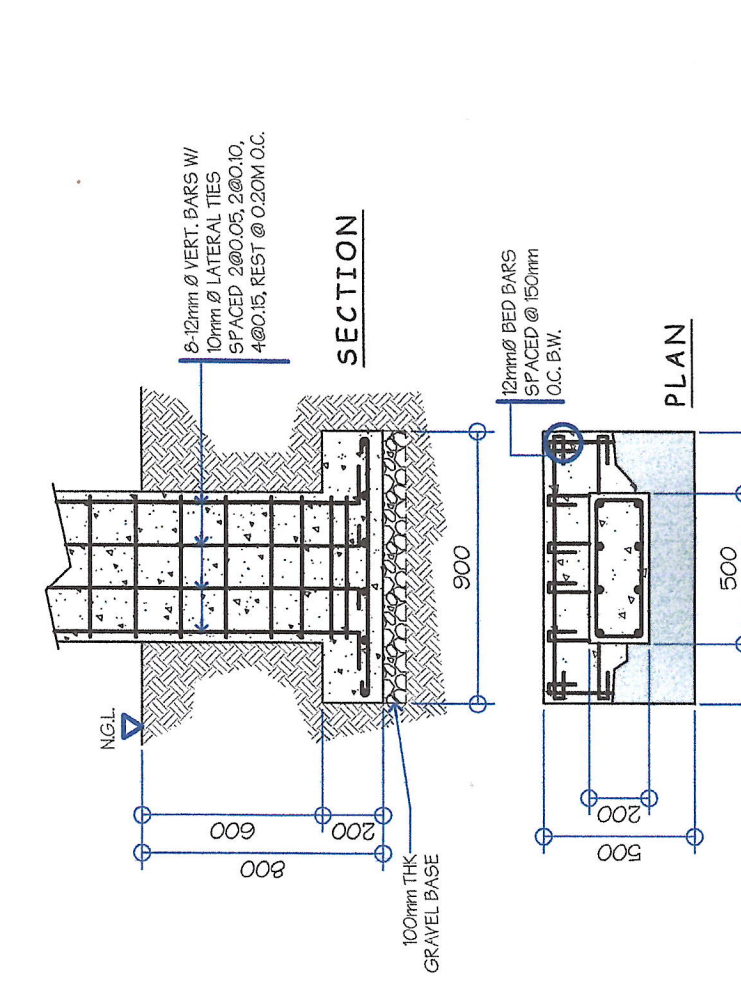 8-12mm Ø VERT. BARS W/
10mm Ø LATERAL TIES
SPACED 2@0.05, 2@0.10,
4@0.15, REST @ 0.20M O.C.
SECTION
N.G.L.
600
200
800
900
100mm THK
GRAVEL BASE
12mmØ BED BARS
SPACED @ 150mm
O.C. B.W.
PLAN
200
500
500